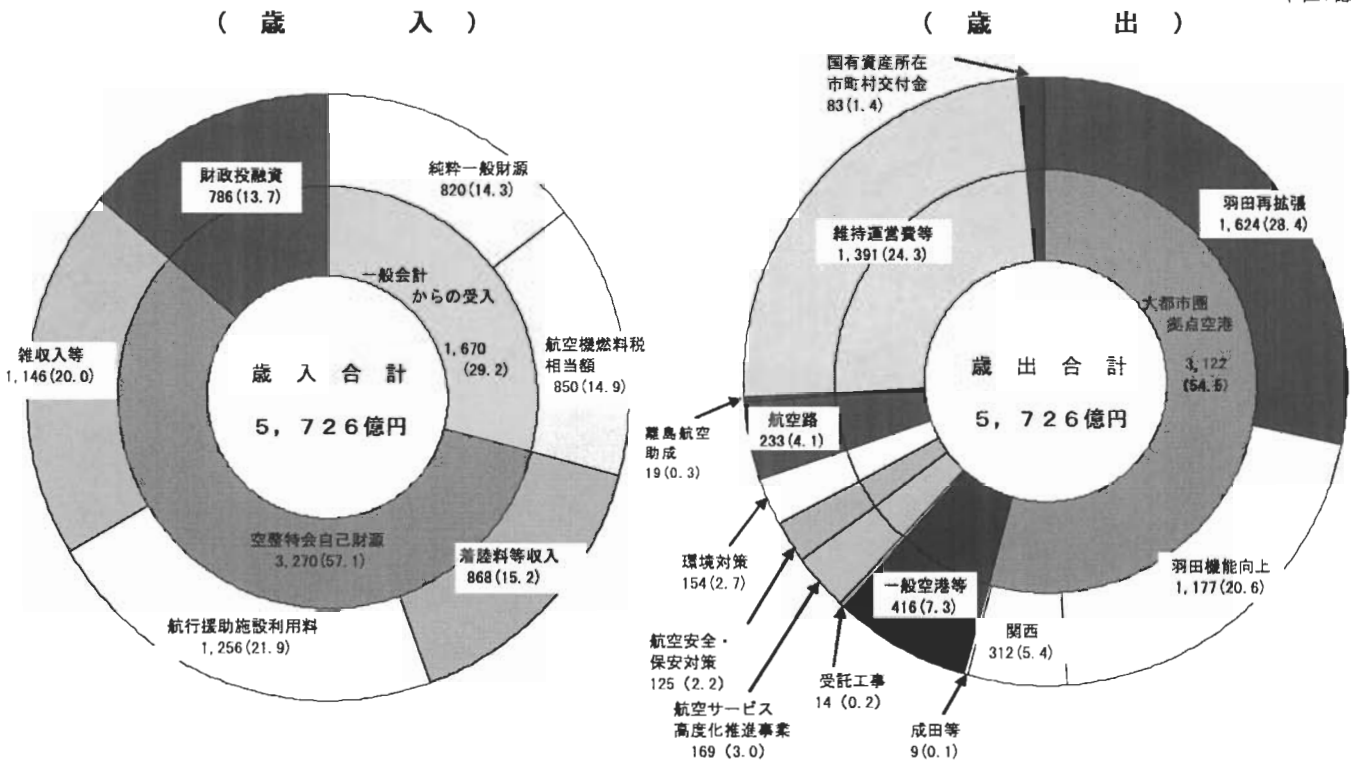 ( 歳 入 )
財政投融資
786(13.7)
純粋一般財源
820(14.3)
一般会計
からの受入
1,670
(29.2)
航空機燃料税
相当額
850(14.9)
雑収入等
1,146(20.0)
歳 入 合 計
5, 726億円
空整特会自己財源
3,270(57.1)
着陸料等収入
868(15.2)
航行援助施設利用料
1,256(21.9)
( 歳 出 )
国有資産所在
市町村交付金
83(1.4)
羽田再拡張
1,624(28.4)
維持運営費等
1,391(24.3)
大都市圏
拠点空港
3,122
(54.5)
歳 出 合 計
5, 726億円
離島航空
助成
19(0.3)
航空路
233(4.1)
環境対策
154(2.7)
一般空港等
416(7.3)
羽田機能向上
1,177(20.6)
関西
312(5.4)
航空安全・
保安対策
125 (2.2)
受託工事
14 (0.2)
航空サービス
高度化推進事業
169 (3.0)
成田等
9(0.1)